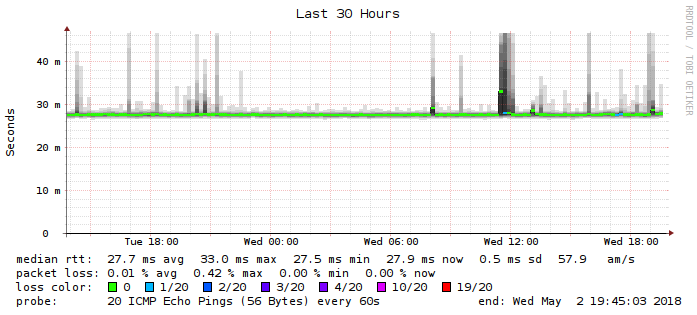 Last 30 Hours
RRDTOOL / TOBI OETIKER
Seconds
40 m
30 m
20 m
10 m
0
Tue 18:00 Wed 00:00 Wed 06:00 Wed 12:00 Wed 18:00
median rtt: 27.7 ms avg 33.0 ms max 27.5 ms min 27.9 ms now 0.5 ms sd 57.9 am/s
packet loss: 0.01 % avg 0.42 % max 0.00 % min 0.00 % now
loss color: 0 1/20 2/20 3/20 4/20 10/20 19/20
probe: 20 ICMP Echo Pings (56 Bytes) every 60s end: Wed May 2 19:45:03 2018